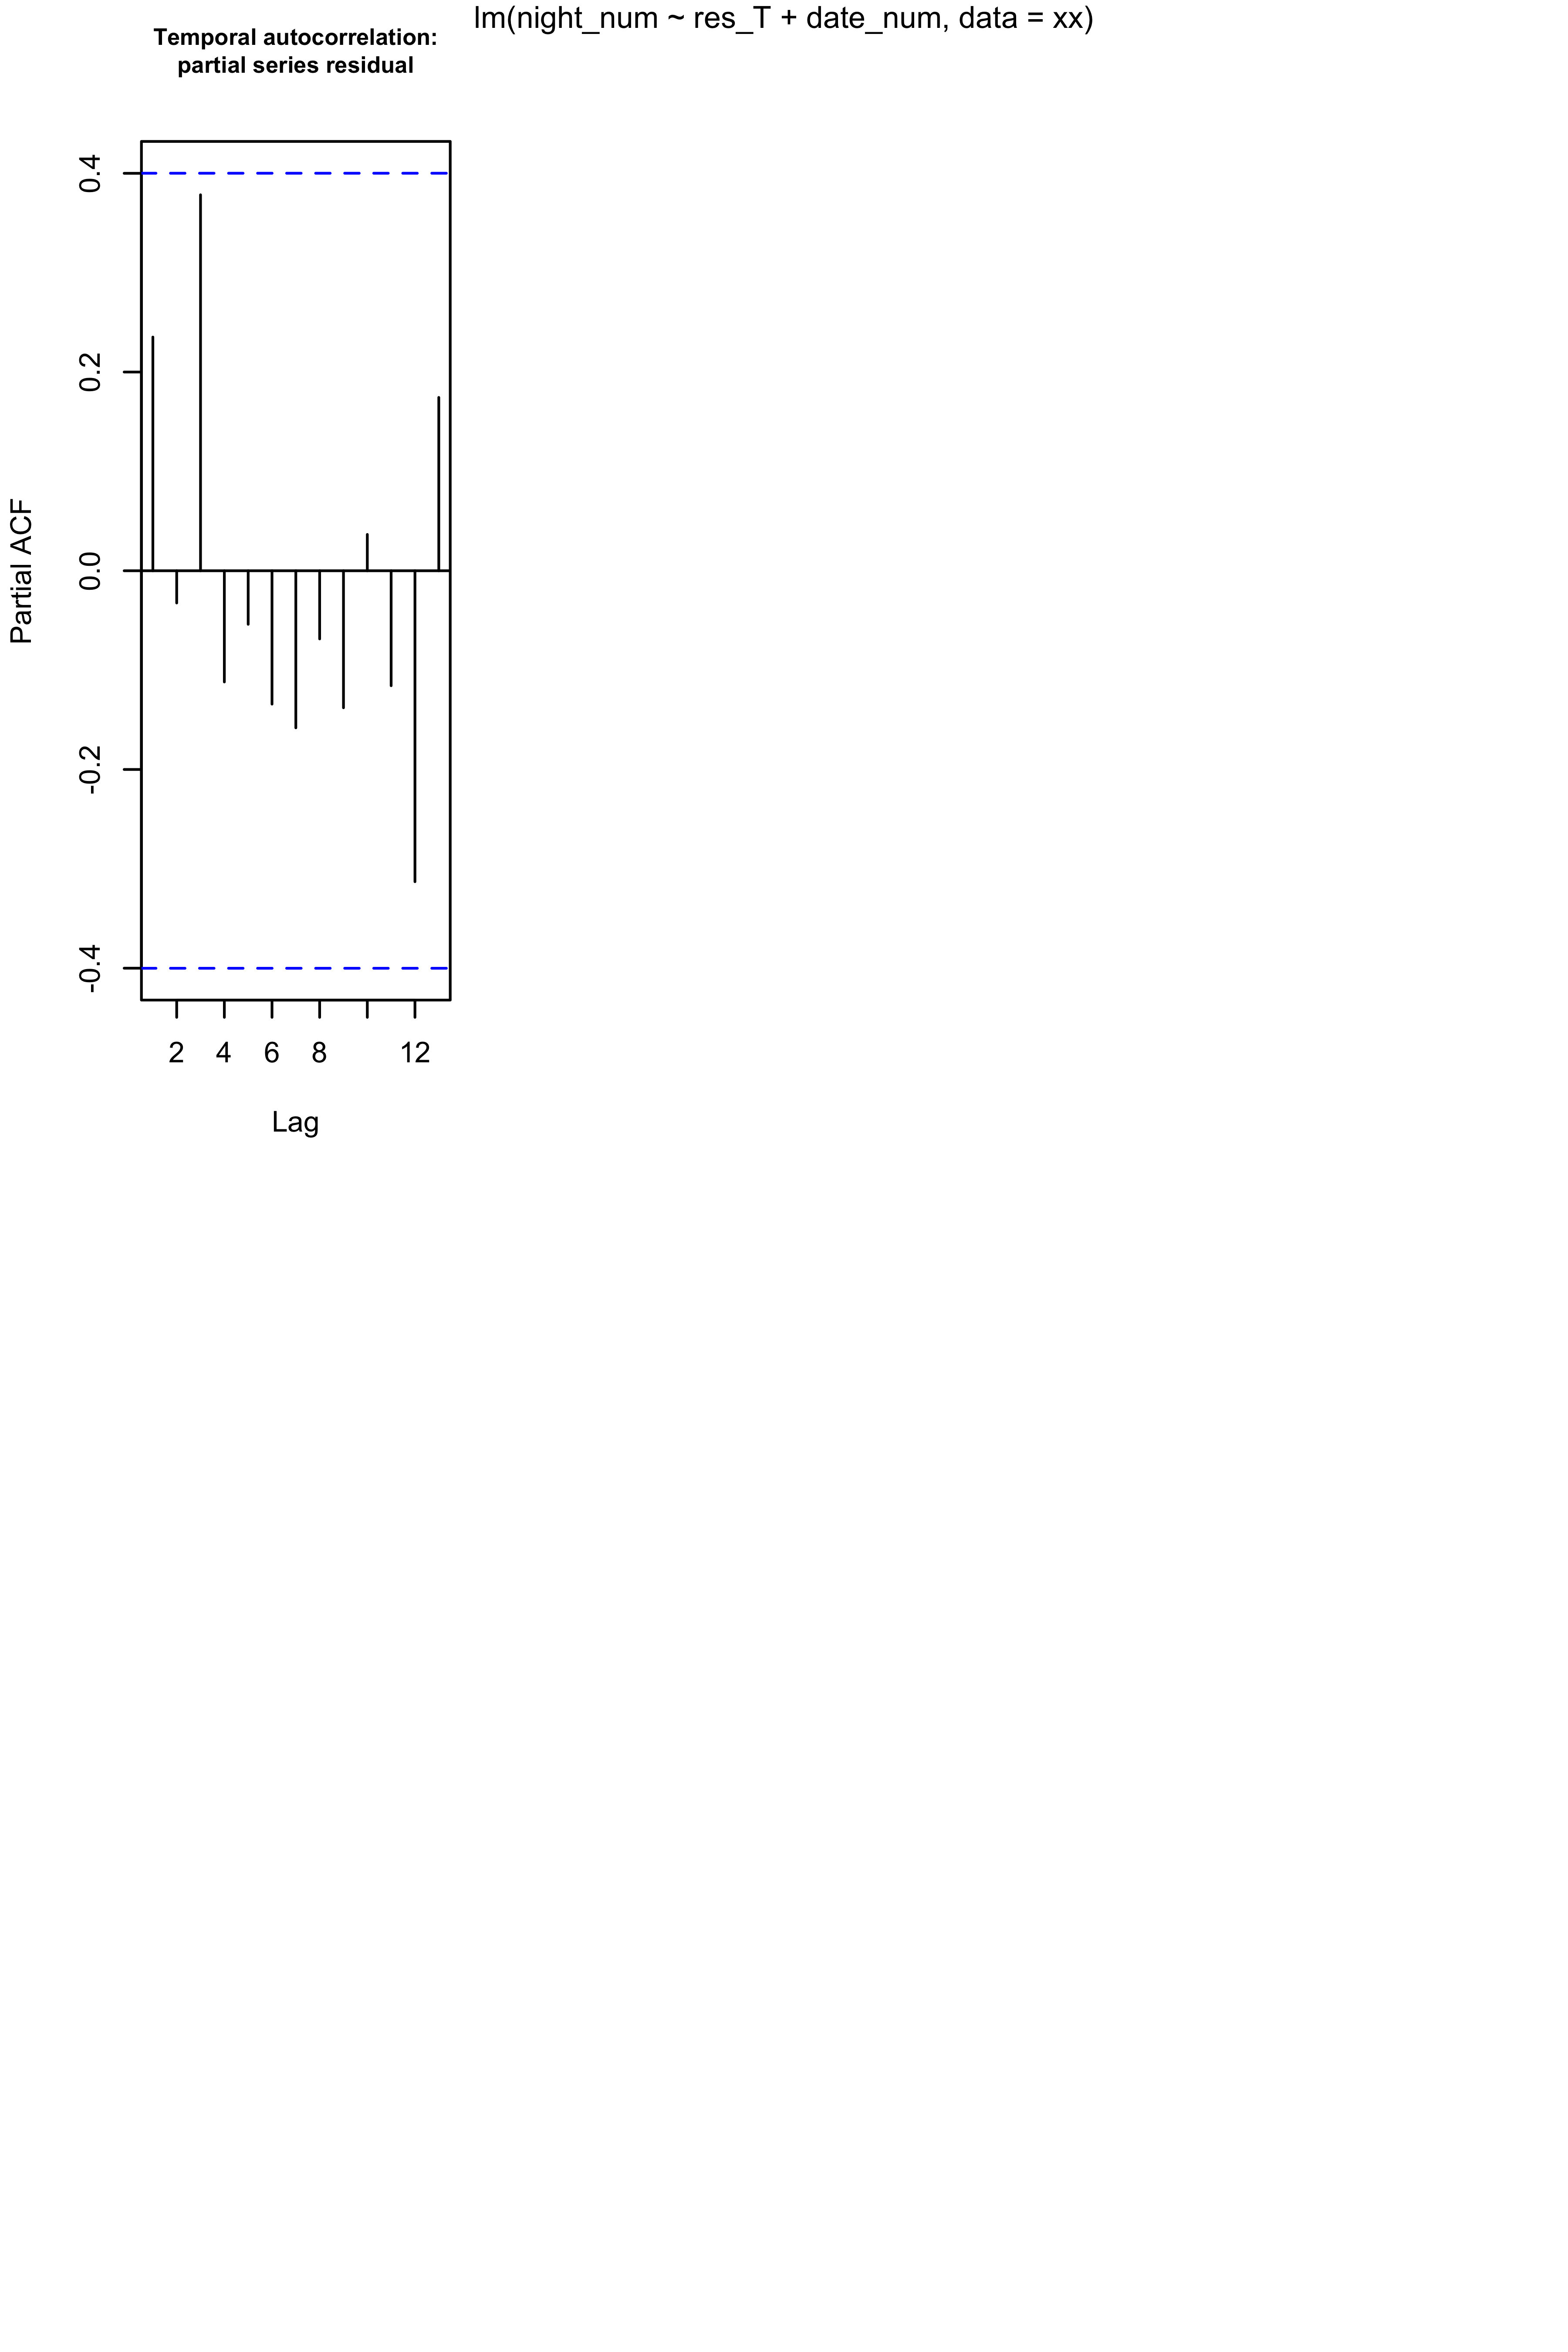 lm(night_num ~ res_T + date_num, data = xx)
Temporal autocorrelation:
partial series residual
0.4
0.2
0.0
-0.2
-0.4
Partial ACF
2 4 6 8 12
Lag